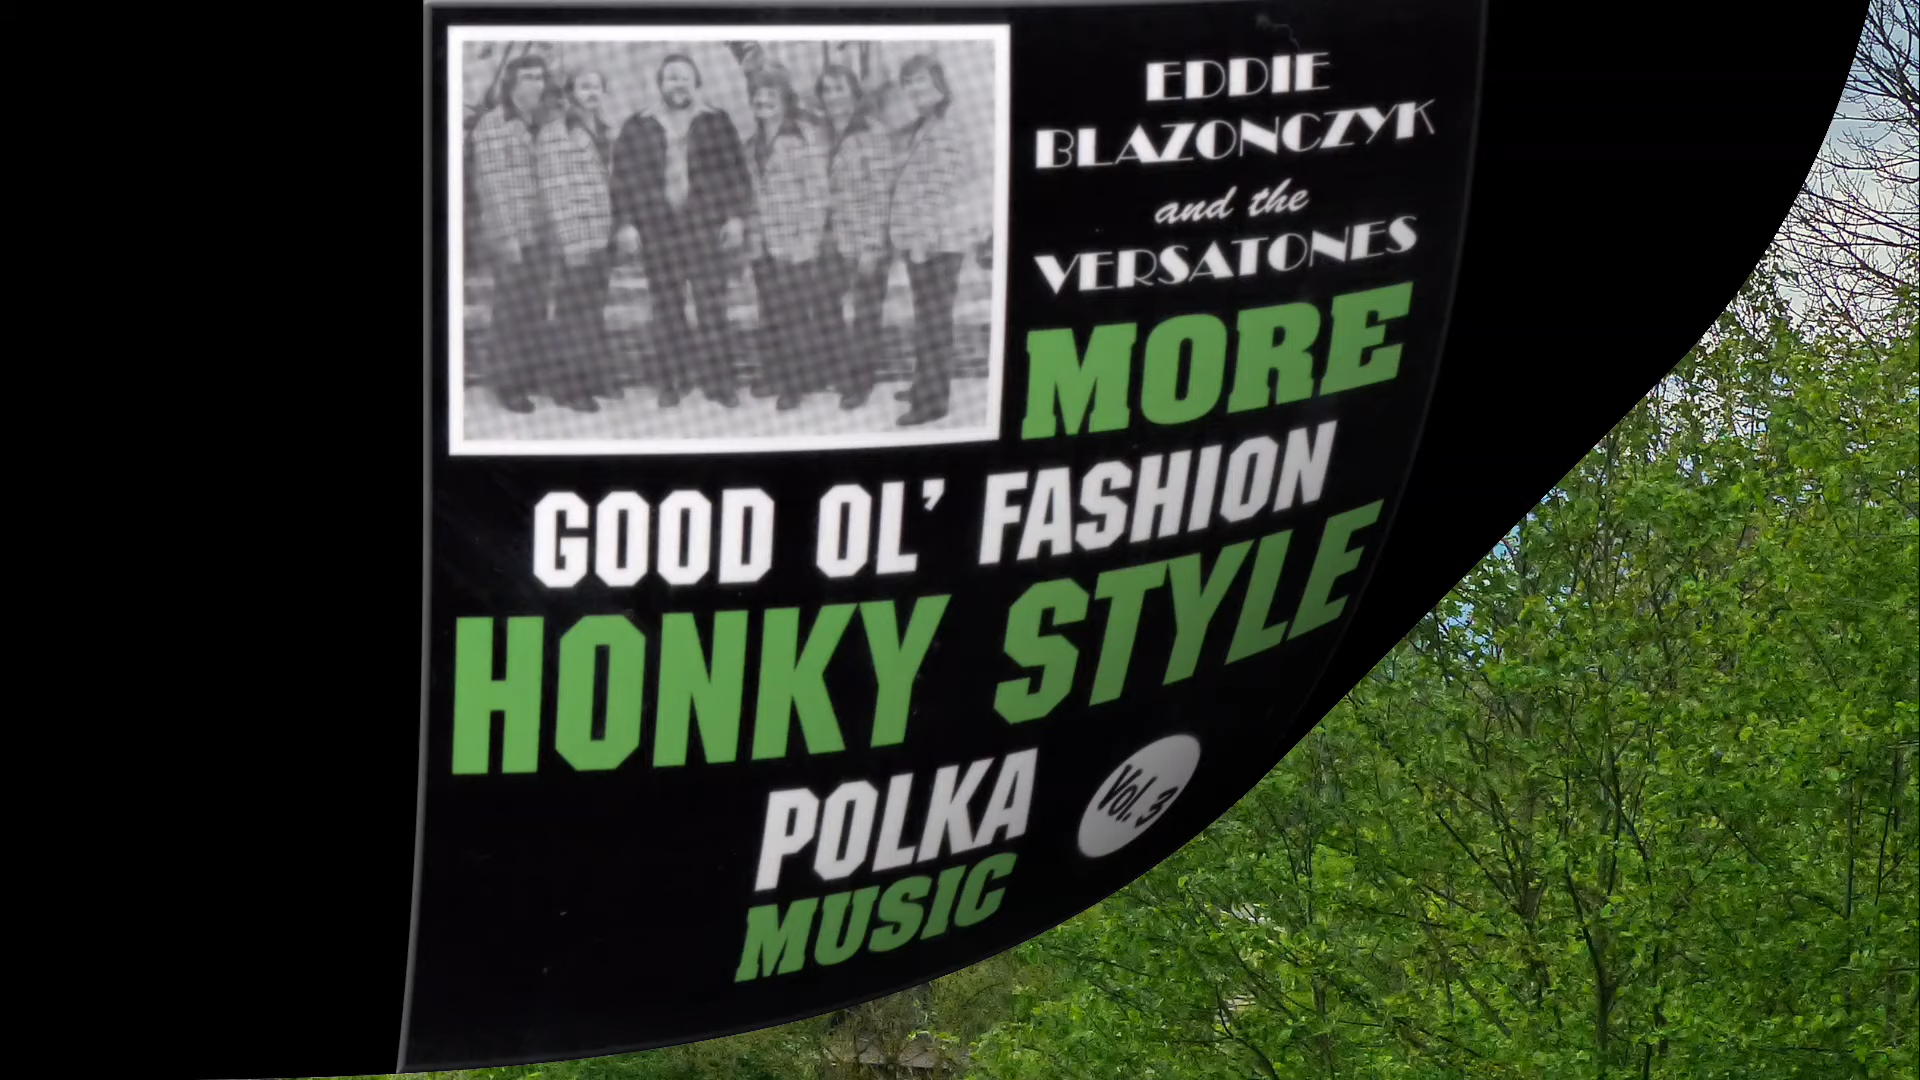 EDDIE
BLAZONCZYK
and the
VERSATONES
MORE
GOOD OL' FASHION
HONKY STYLE
POLKA
MUSIC
Vol. 3